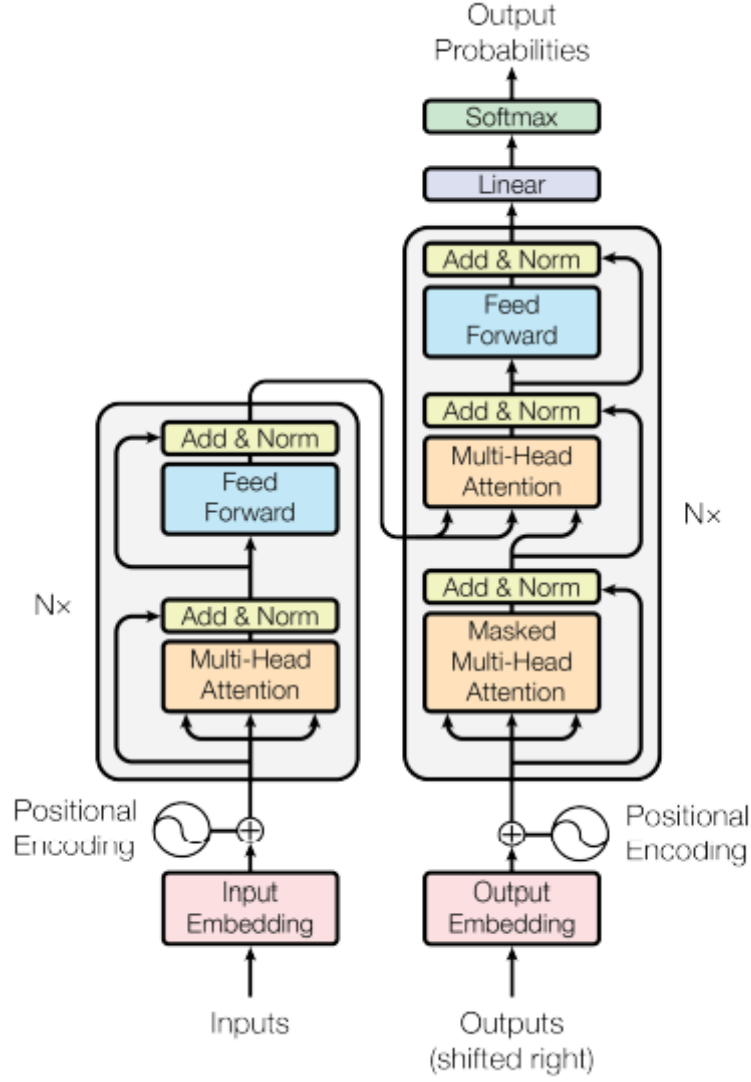 Output
Probabilities
Softmax
Linear
Add & Norm
Feed
Forward
Add & Norm
Multi-Head
Attention
Add & Norm
Masked
Multi-Head
Attention
Nx
Add & Norm
Feed
Forward
Add & Norm
Multi-Head
Attention
Nx
Positional
Encoding
Positional
Encoding
Input
Embedding
Output
Embedding
Inputs
Outputs
(shifted right)